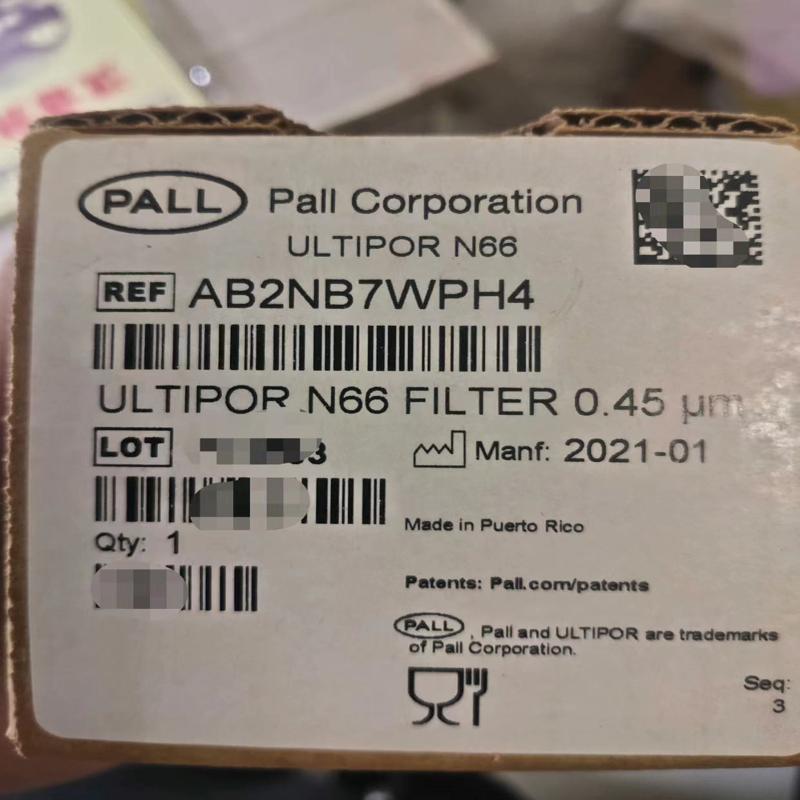 PALL Pall Corporation
ULTIPOR N66
REF AB2NB7WPH4
ULTIPOR N66 FILTER 0.45 µm
LOT 3
Manf: 2021-01
Made in Puerto Rico
Qty: 1
Patents: Pall.com/patents
PALL, Pall and ULTIPOR are trademarks
of Pall Corporation.
Seq:
3